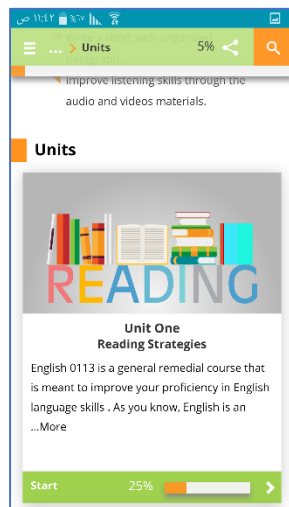 ١١:٤٢ ص
٪٦٧
... > Units 5%
Write a short well- organized
paragraph.
improve listening skills through the
audio and videos materials.
Units
READING
Unit One
Reading Strategies
English 0113 is a general remedial course that
is meant to improve your proficiency in English
language skills . As you know, English is an
...More
Start 25%